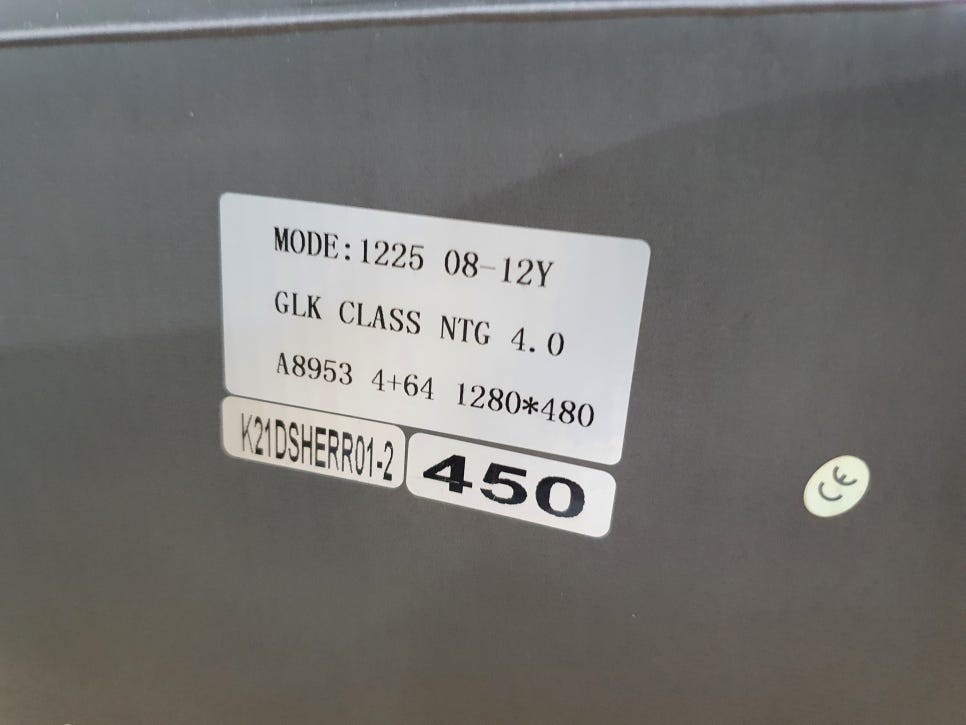 MODE:1225 08-12Y
GLK CLASS NTG 4.0
A8953 4+64 1280*480
K21DSHERR01-2
450
CE